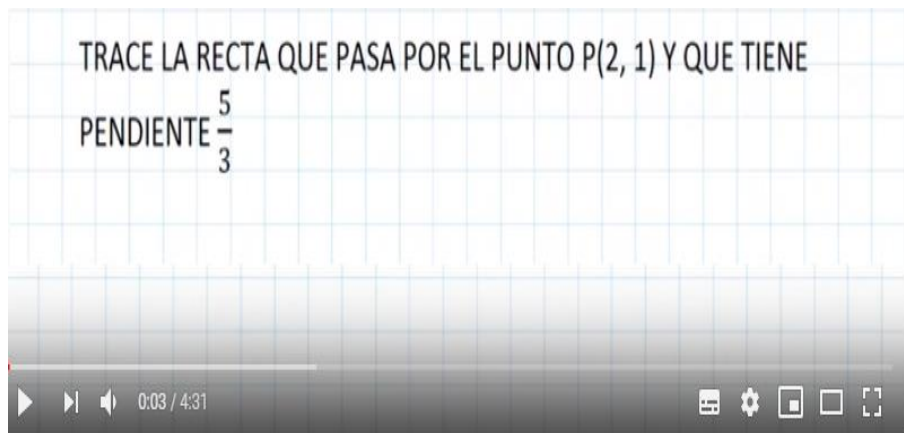 TRACE LA RECTA QUE PASA POR EL PUNTO P(2, 1) Y QUE TIENE
PENDIENTE 5/3
0:03 / 4:31